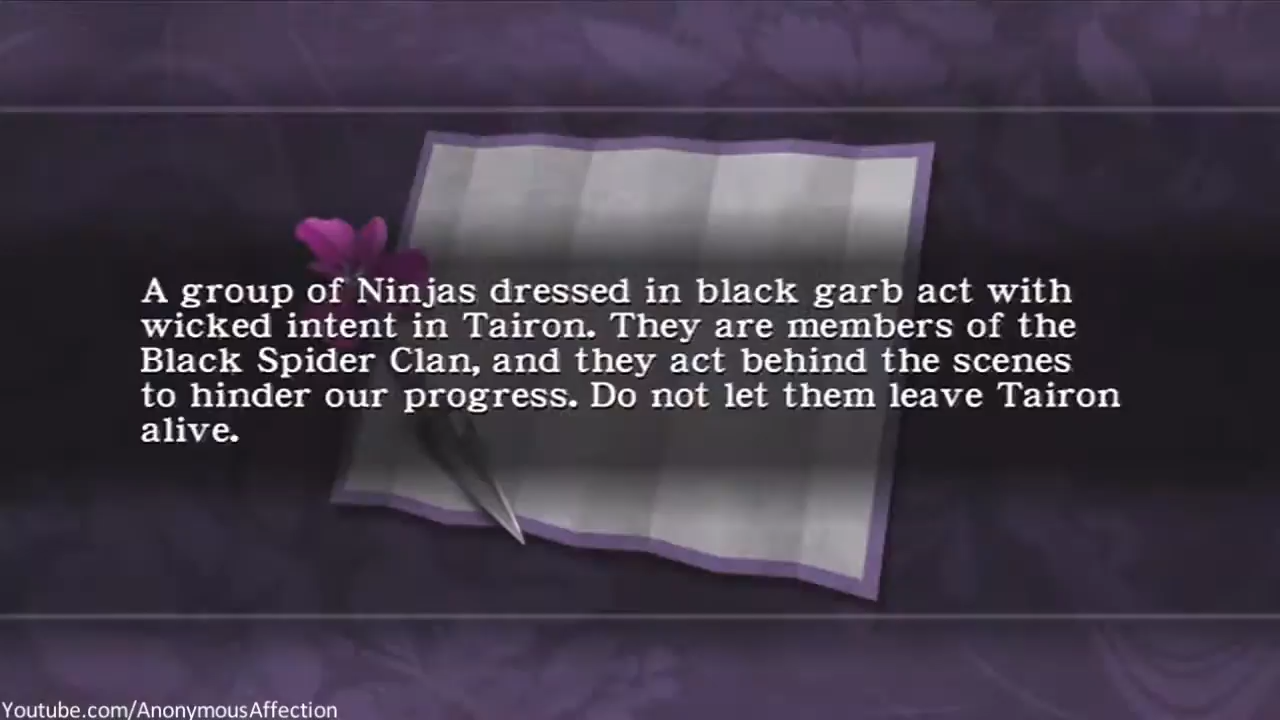 A group of Ninjas dressed in black garb act with
wicked intent in Tairon. They are members of the
Black Spider Clan, and they act behind the scenes
to hinder our progress. Do not let them leave Tairon
alive.
Youtube.com/AnonymousAffection